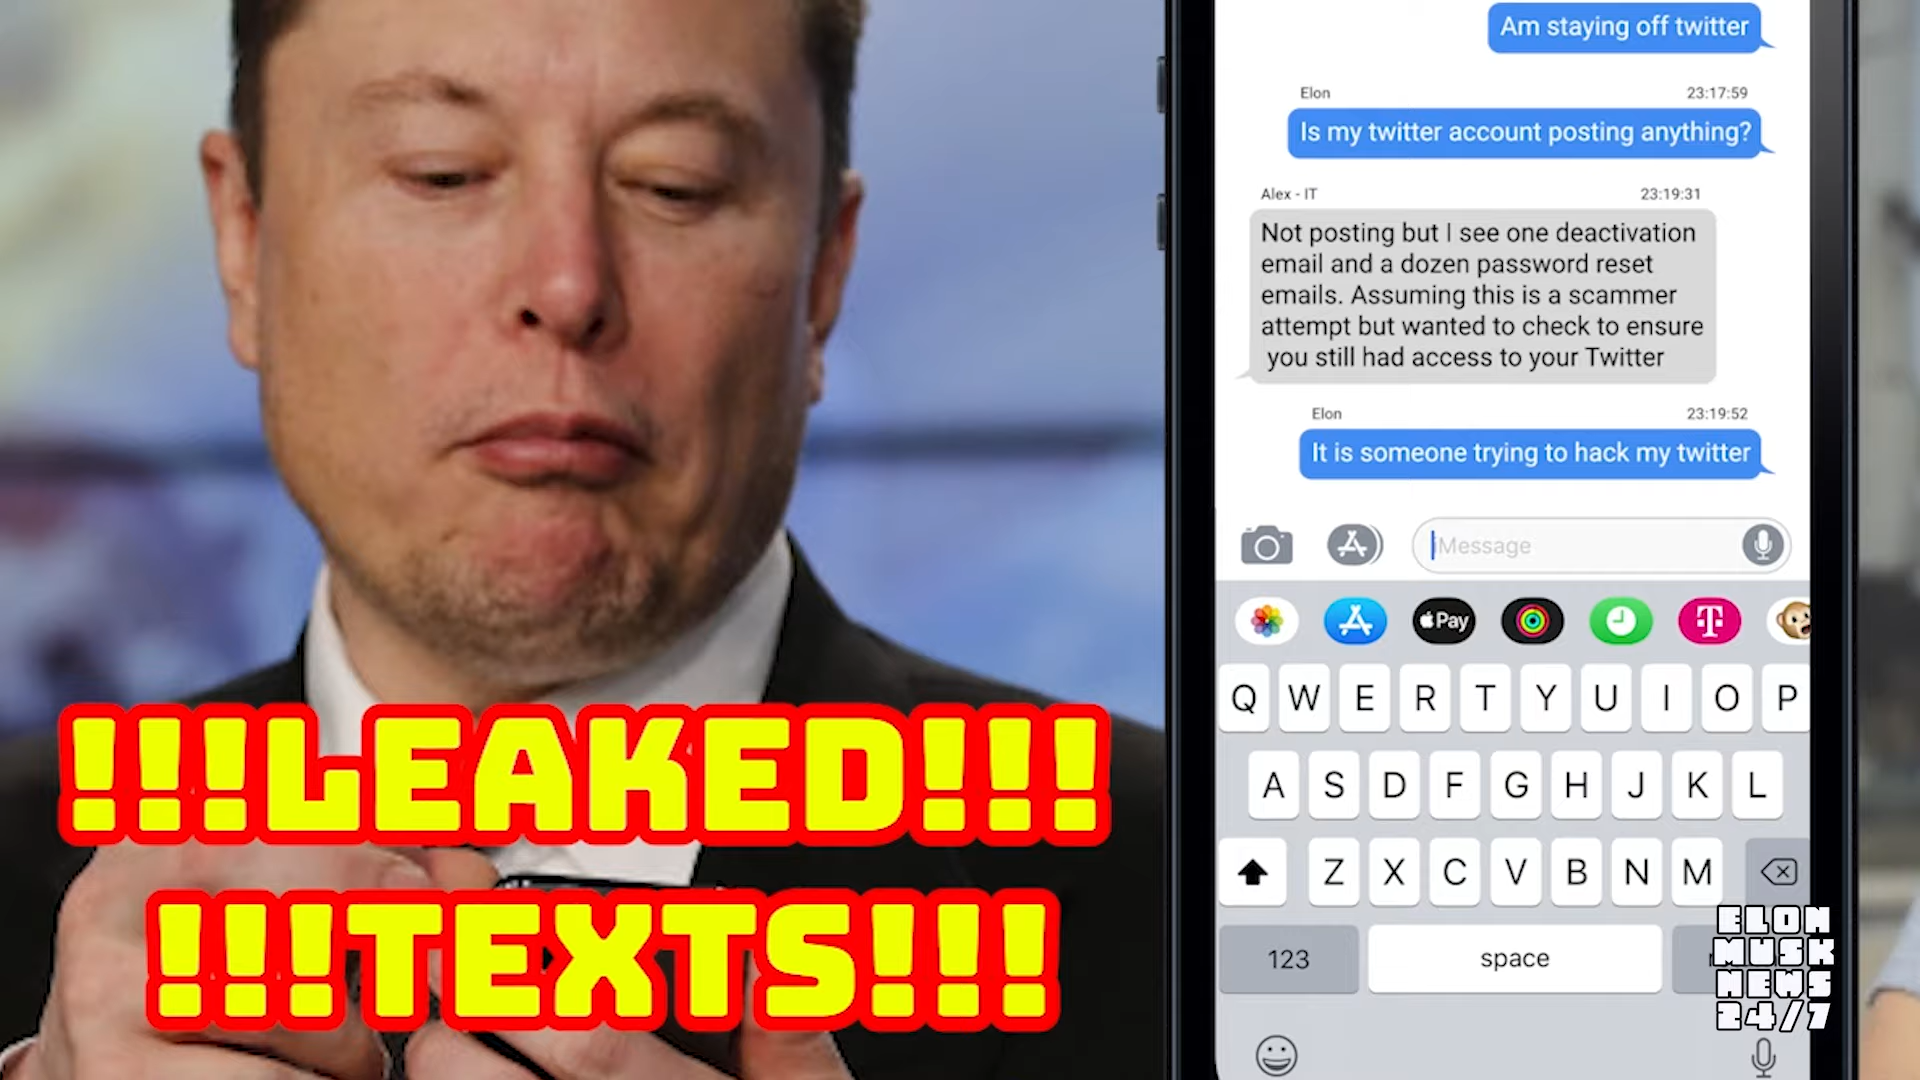 Am staying off twitter
Elon 23:17:59
Is my twitter account posting anything?
Alex - IT 23:19:31
Not posting but I see one deactivation
email and a dozen password reset
emails. Assuming this is a scammer
attempt but wanted to check to ensure
you still had access to your Twitter
Elon 23:19:52
It is someone trying to hack my twitter
iMessage
Pay
T
Q W E R T Y U I O P
A S D F G H J K L
Z X C V B N M
123 space
!!!LEAKED!!!
!!!TEXTS!!!
ELON
MUSK
NEWS
24/7